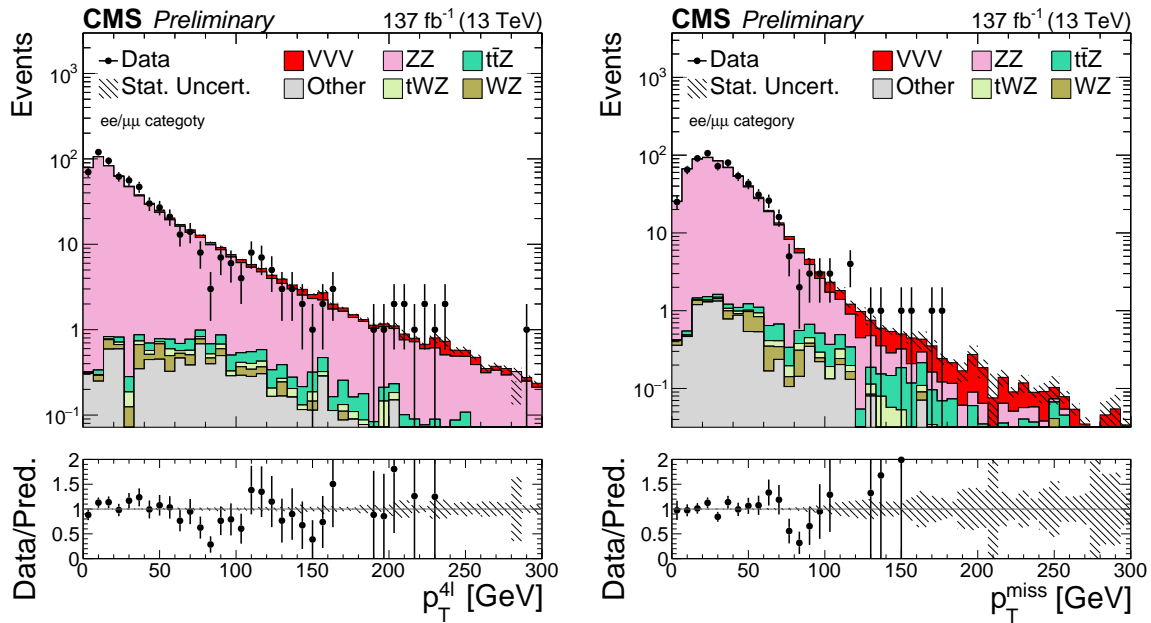 CMS Preliminary 137 fb⁻¹ (13 TeV)
Events
Data
VVV
ZZ
tt̄Z
Stat. Uncert.
Other
tWZ
WZ
ee/μμ categoty
10³
10²
10
1
10⁻¹
Data/Pred.
2
1.5
1
0.5
0
0 50 100 150 200 250 300
p_T^4l [GeV]
CMS Preliminary 137 fb⁻¹ (13 TeV)
Events
Data
VVV
ZZ
tt̄Z
Stat. Uncert.
Other
tWZ
WZ
ee/μμ category
10³
10²
10
1
10⁻¹
Data/Pred.
2
1.5
1
0.5
0
0 50 100 150 200 250 300
p_T^miss [GeV]